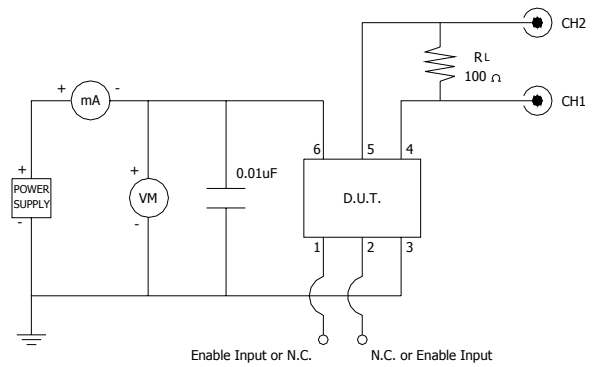 CH2
RL
100 Ω
CH1
+ mA -
6 5 4
+
POWER
SUPPLY
-
+
VM
-
0.01uF
D.U.T.
1 2 3
Enable Input or N.C.
N.C. or Enable Input